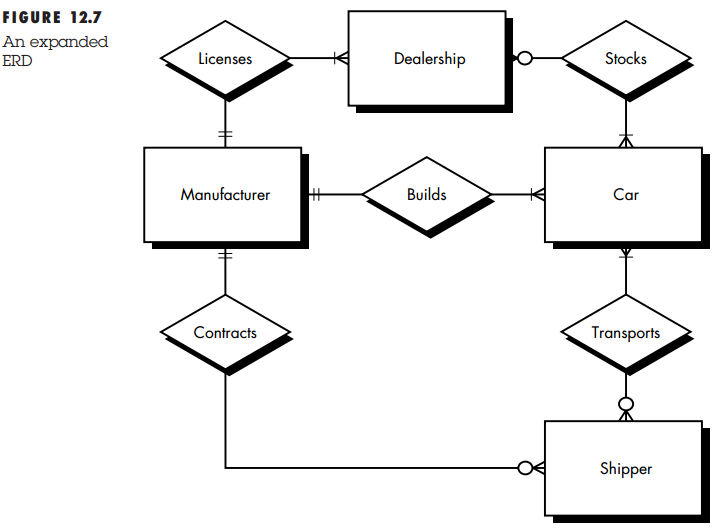 FIGURE 12.7
An expanded
ERD
Licenses
Dealership
Stocks
Manufacturer
Builds
Car
Contracts
Transports
Shipper